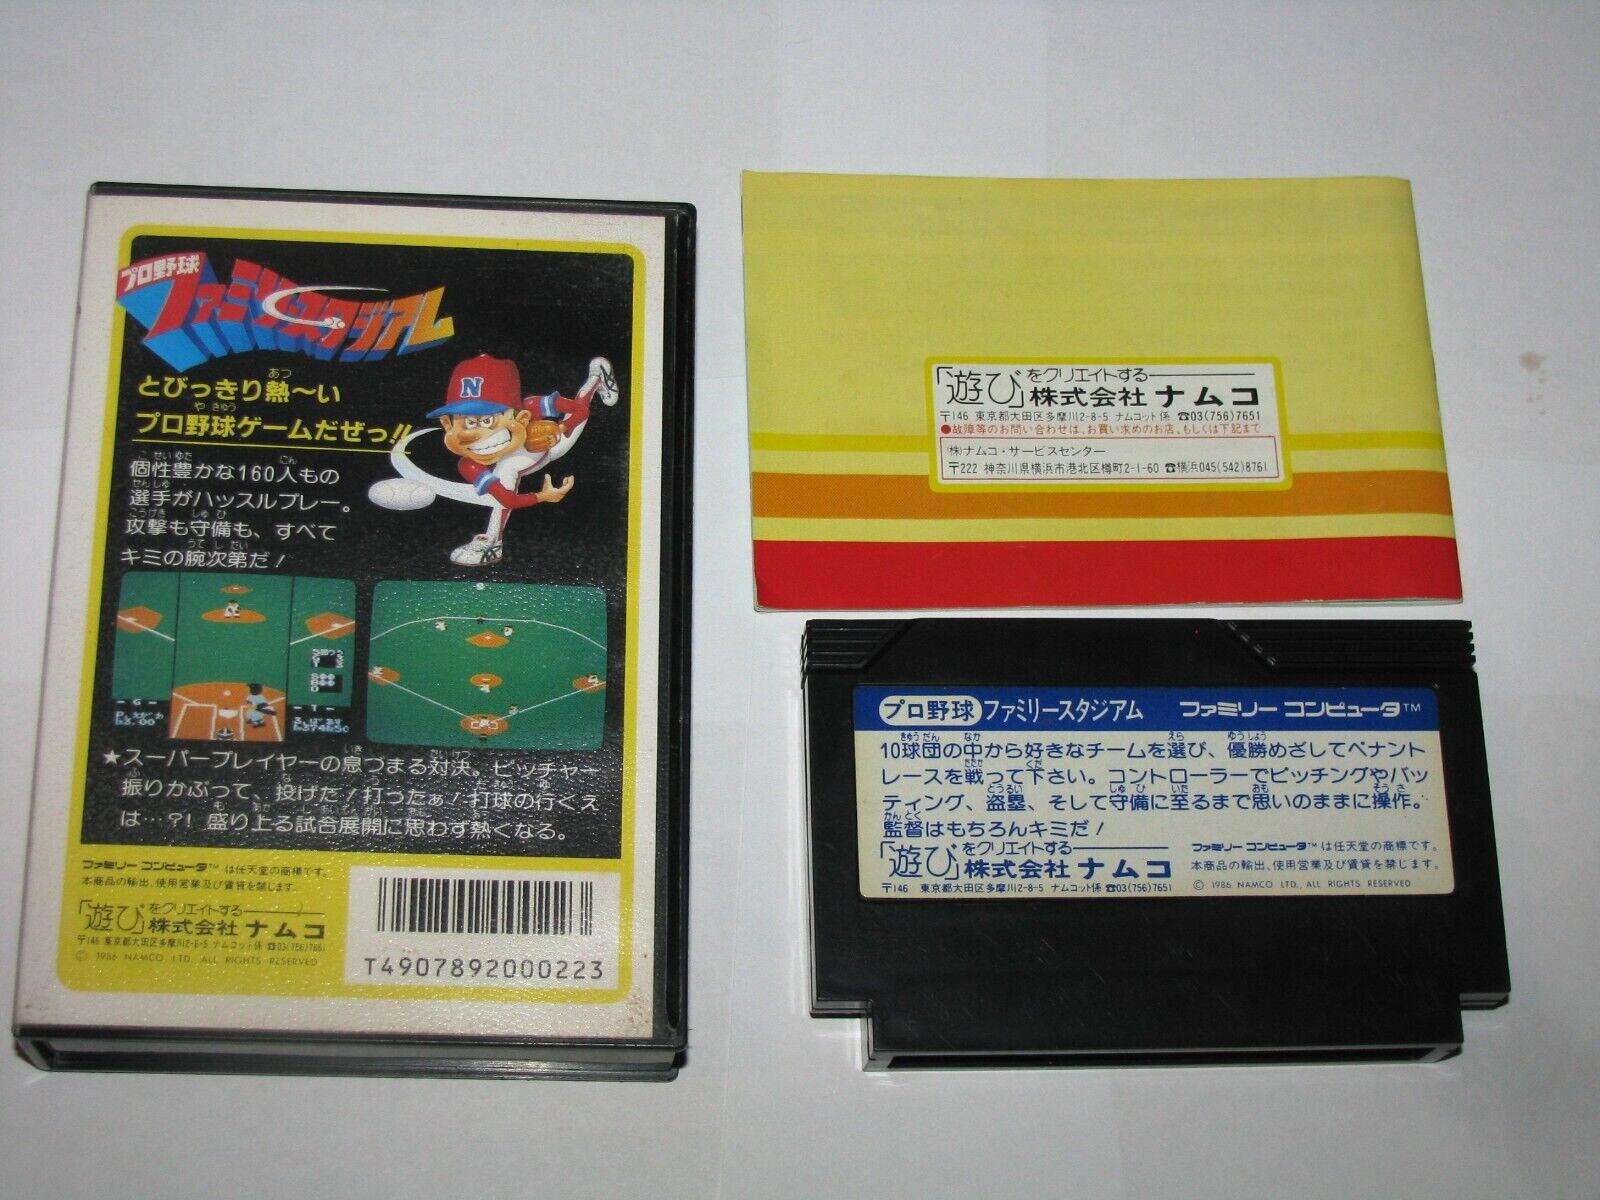 プロ野球
ファミリースタジアム
とびっきり熱〜い
プロ野球ゲームだぜっ!!
個性豊かな160人もの
選手がハッスルプレー。
攻撃も守備も、すべて
キミの腕次第だ!
★スーパープレイヤーの息づまる対決。ピッチャー
振りかぶって、投げた!打ったぁ!打球の行くえ
は…?! 盛り上る試合展開に思わず熱くなる。
ファミリーコンピュータ™は任天堂の商標です。
本商品の輸出、使用営業及び賃貸を禁じます。
「遊び」をクリエイトする
株式会社 ナムコ
〒146 東京都大田区多摩川2-8-5 ナムコット係 ☎03(756)7651
© 1986 NAMCO LTD. ALL RIGHTS RESERVED
T4907892000223
N
「遊び」をクリエイトする
株式会社 ナムコ
〒146 東京都大田区多摩川2-8-5 ナムコット係 ☎03(756)7651
●故障等のお問い合わせは、お買い求めのお店、もしくは下記まで
(株)ナムコ・サービスセンター
〒222 神奈川県横浜市港北区樽町2-1-60 ☎横浜045(542)8761
プロ野球 ファミリースタジアム ファミリー コンピュータ™
10球団の中から好きなチームを選び、優勝めざしてペナント
レースを戦って下さい。コントローラーでピッチングやバッ
ティング、盗塁、そして守備に至るまで思いのままに操作。
監督はもちろんキミだ!
「遊び」をクリエイトする
株式会社 ナムコ
〒146 東京都大田区多摩川2-8-5 ナムコット係 ☎03(756)7651
ファミリー コンピュータ™は任天堂の商標です。
本商品の輸出、使用営業及び賃貸を禁じます。
© 1986 NAMCO LTD. ALL RIGHTS RESERVED